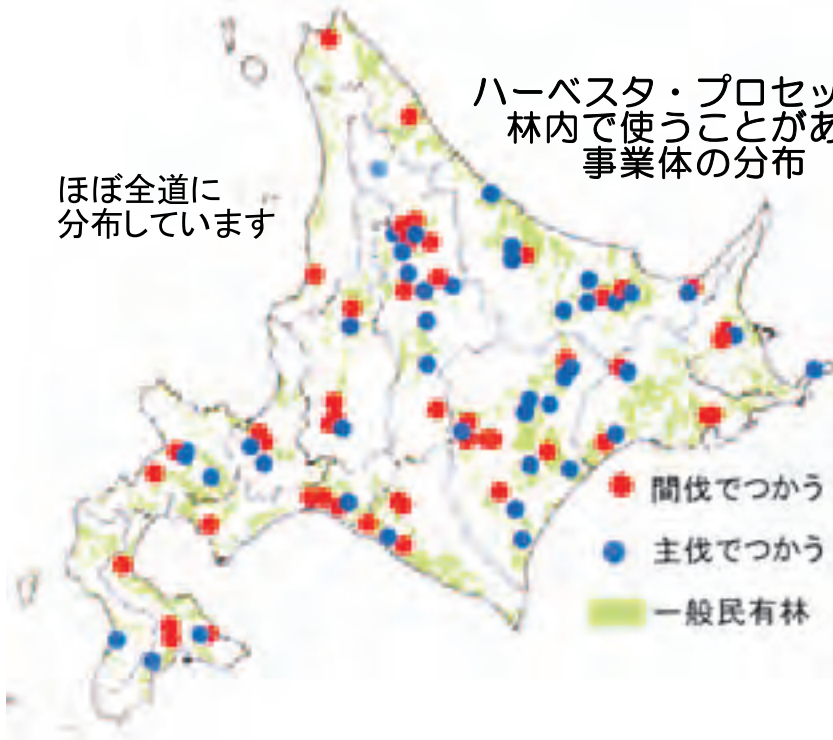 ハーベスタ・プロセッ
林内で使うことがあ
事業体の分布
ほぼ全道に
分布しています
間伐でつかう
主伐でつかう
一般民有林